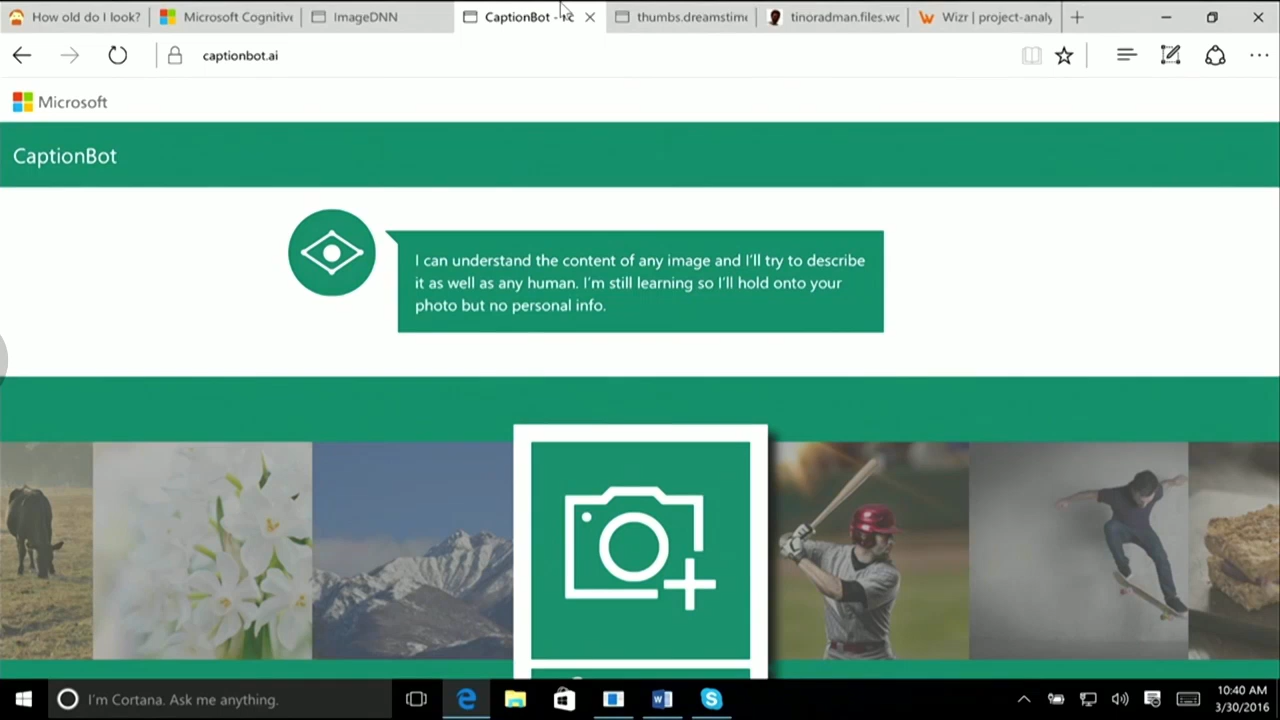 How old do I look?
Microsoft Cognitive
ImageDNN
CaptionBot -
thumbs.dreamstime
tinoradman.files.wc
Wizr | project-analy
captionbot.ai
Microsoft
CaptionBot
I can understand the content of any image and I'll try to describe
it as well as any human. I'm still learning so I'll hold onto your
photo but no personal info.
I'm Cortana. Ask me anything.
10:40 AM
3/30/2016